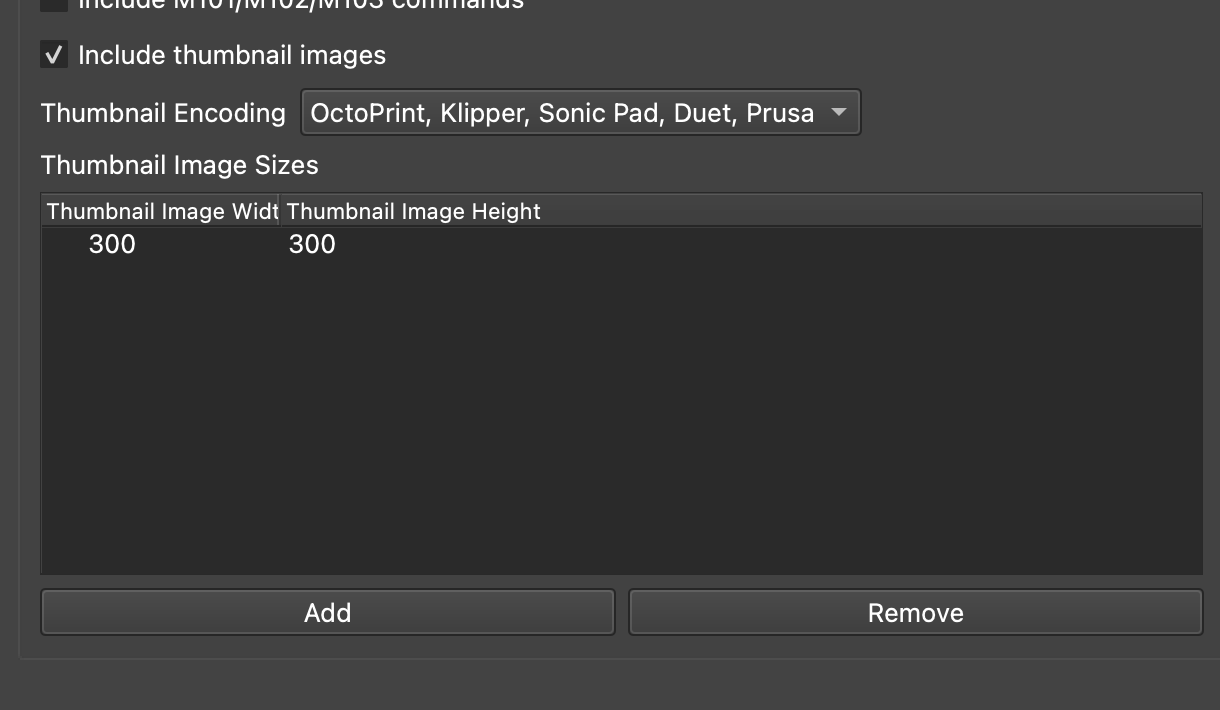 Include M101/M102/M103 commands
Include thumbnail images
Thumbnail Encoding OctoPrint, Klipper, Sonic Pad, Duet, Prusa
Thumbnail Image Sizes
Thumbnail Image Widt Thumbnail Image Height
300 300
Add Remove